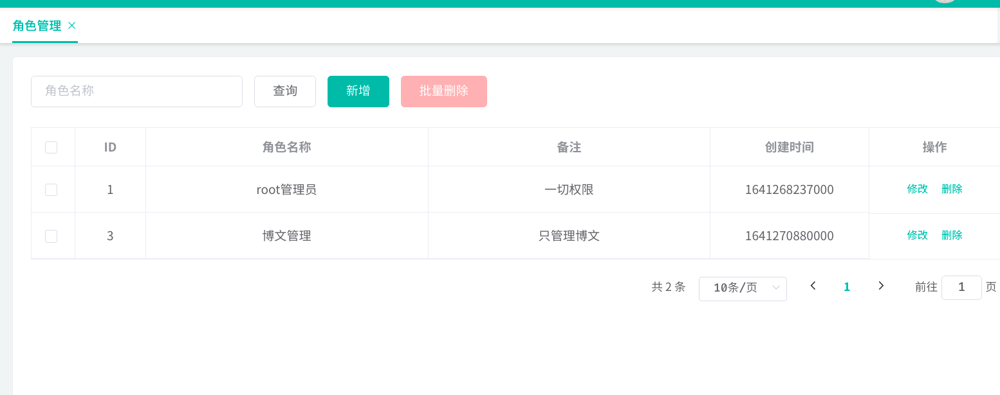 角色管理
角色名称 查询 新增 批量删除
ID 角色名称 备注 创建时间 操作
1 root管理员 一切权限 1641268237000 修改 删除
3 博文管理 只管理博文 1641270880000 修改 删除
共 2 条 10条/页 1 前往 1 页